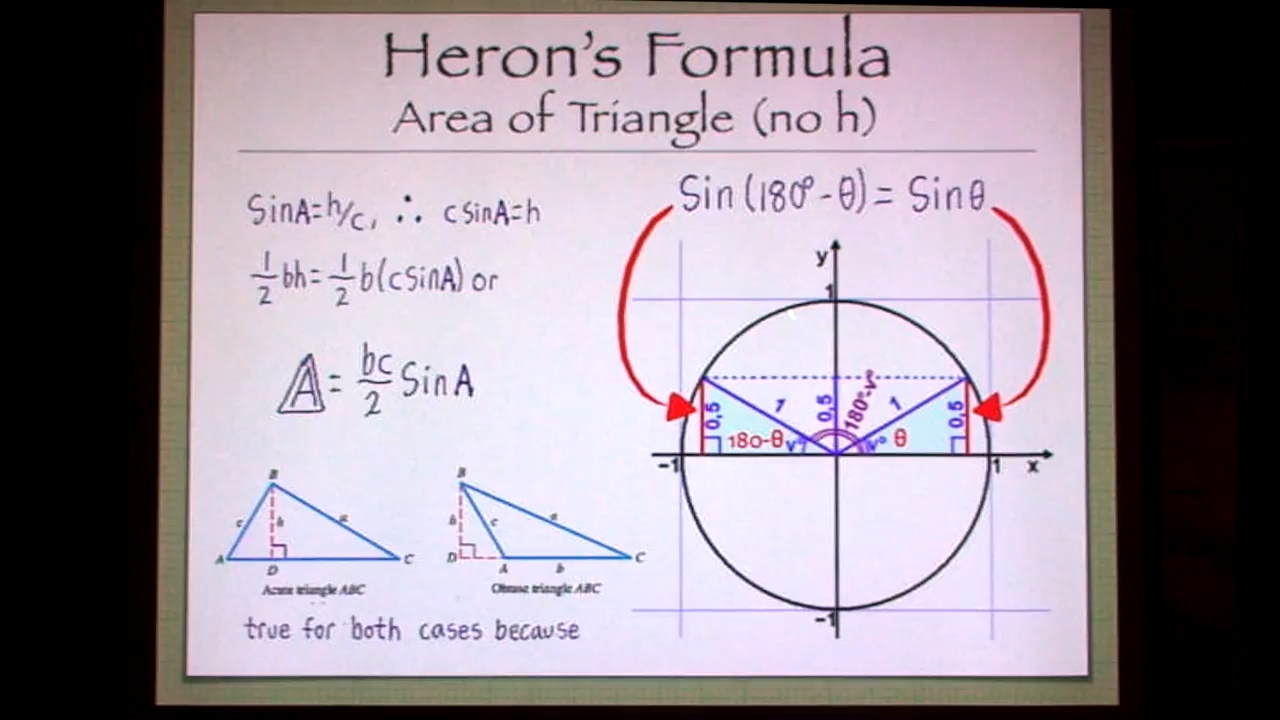 Heron's Formula
Area of Triangle (no h)
SinA=h/c, ∴ csinA=h
1/2 bh = 1/2 b(csinA) or
A = bc/2 SinA
Sin(180°-θ) = Sinθ
y
1
1
0,5
180°-v°
1
0,5
0,5
180-θ
v°
v°
θ
-1
1
x
-1
B
c
h
a
A
D
C
Acute triangle ABC
B
h
c
a
D
A
b
C
Obtuse triangle ABC
true for both cases because